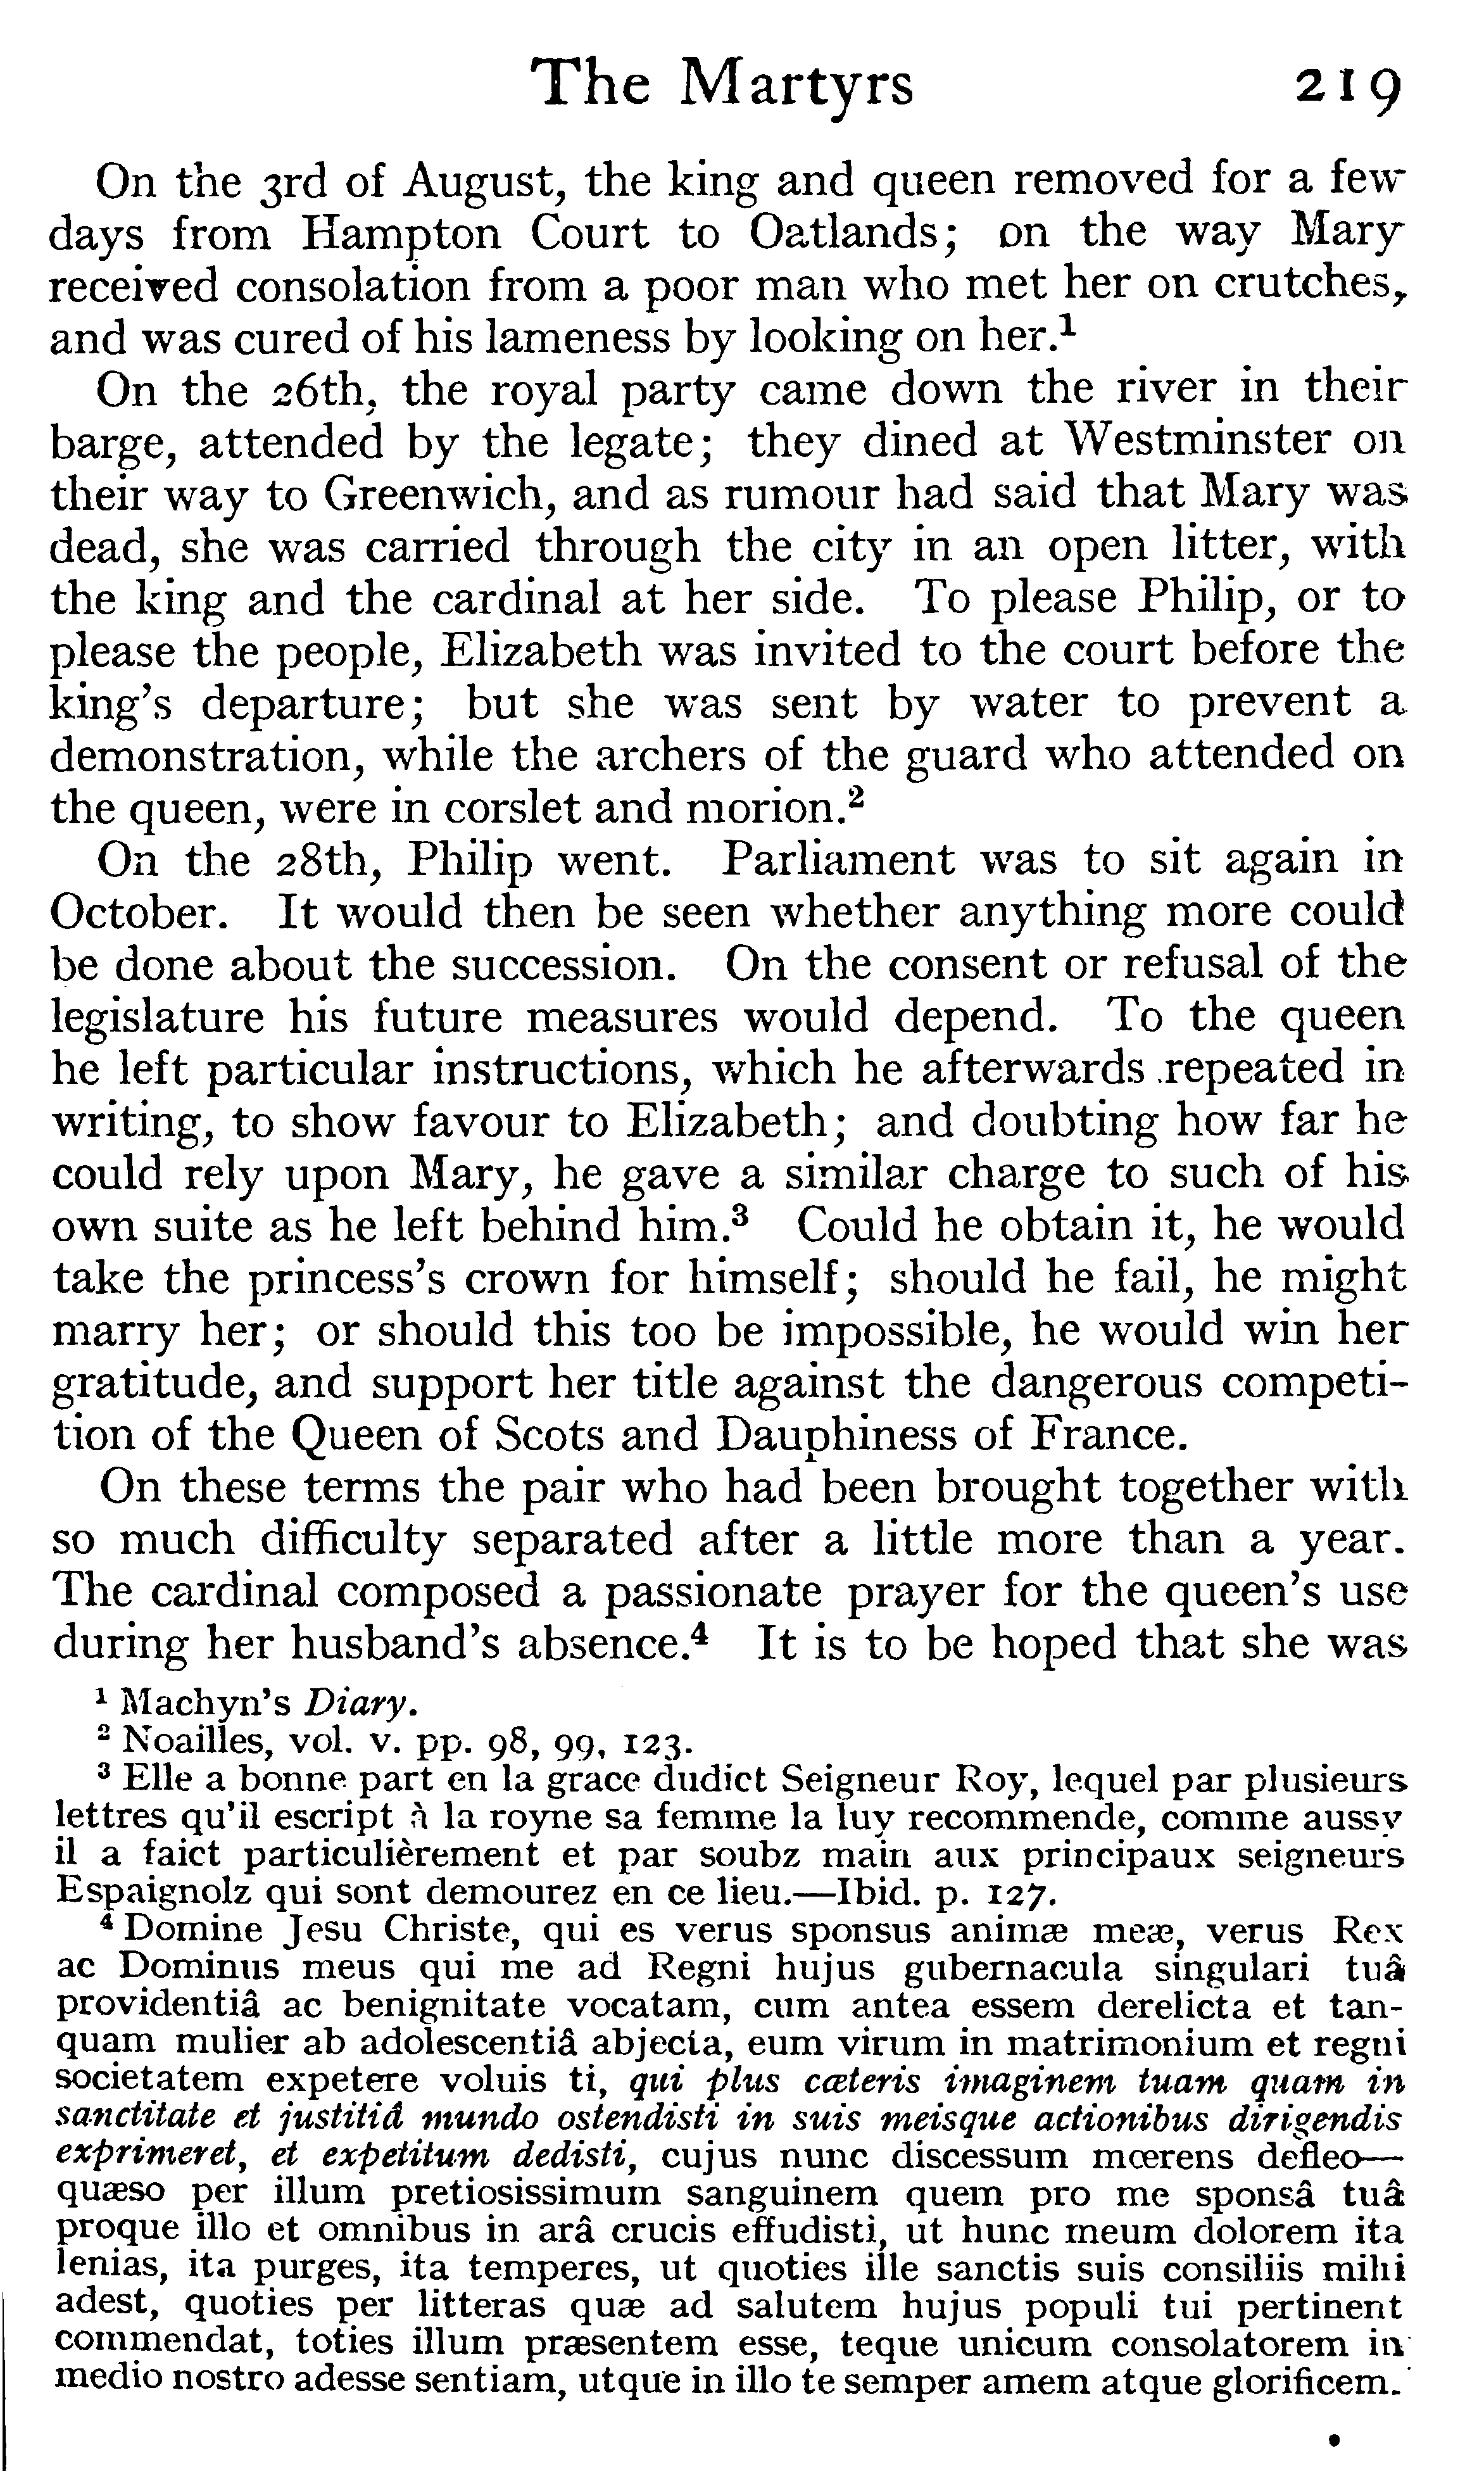 The Martyrs 219
On the 3rd of August, the king and queen removed for a few
days from Hampton Court to Oatlands; on the way Mary
received consolation from a poor man who met her on crutches,
and was cured of his lameness by looking on her.¹
On the 26th, the royal party came down the river in their
barge, attended by the legate; they dined at Westminster on
their way to Greenwich, and as rumour had said that Mary was
dead, she was carried through the city in an open litter, with
the king and the cardinal at her side. To please Philip, or to
please the people, Elizabeth was invited to the court before the
king's departure; but she was sent by water to prevent a
demonstration, while the archers of the guard who attended on
the queen, were in corslet and morion.²
On the 28th, Philip went. Parliament was to sit again in
October. It would then be seen whether anything more could
be done about the succession. On the consent or refusal of the
legislature his future measures would depend. To the queen
he left particular instructions, which he afterwards repeated in
writing, to show favour to Elizabeth; and doubting how far he
could rely upon Mary, he gave a similar charge to such of his
own suite as he left behind him.³ Could he obtain it, he would
take the princess's crown for himself; should he fail, he might
marry her; or should this too be impossible, he would win her
gratitude, and support her title against the dangerous competi-
tion of the Queen of Scots and Dauphiness of France.
On these terms the pair who had been brought together with
so much difficulty separated after a little more than a year.
The cardinal composed a passionate prayer for the queen's use
during her husband's absence.⁴ It is to be hoped that she was
¹ Machyn's Diary.
² Noailles, vol. v. pp. 98, 99, 123.
³ Elle a bonne part en la grace dudict Seigneur Roy, lequel par plusieurs
lettres qu'il escript à la royne sa femme la luy recommende, comme aussy
il a faict particulièrement et par soubz main aux principaux seigneurs
Espaignolz qui sont demourez en ce lieu.—Ibid. p. 127.
⁴ Domine Jesu Christe, qui es verus sponsus animæ meæ, verus Rex
ac Dominus meus qui me ad Regni hujus gubernacula singulari tuâ
providentiâ ac benignitate vocatam, cum antea essem derelicta et tan-
quam mulier ab adolescentiâ abjecta, eum virum in matrimonium et regni
societatem expetere voluis ti, qui plus cæteris imaginem tuam quam in
sanctitate et justitiâ mundo ostendisti in suis meisque actionibus dirigendis
exprimeret, et expetitum dedisti, cujus nunc discessum mœrens defleo—
quæso per illum pretiosissimum sanguinem quem pro me sponsâ tuâ
proque illo et omnibus in arâ crucis effudisti, ut hunc meum dolorem ita
lenias, ita purges, ita temperes, ut quoties ille sanctis suis consiliis mihi
adest, quoties per litteras quæ ad salutem hujus populi tui pertinent
commendat, toties illum præsentem esse, teque unicum consolatorem in
medio nostro adesse sentiam, utque in illo te semper amem atque glorificem.